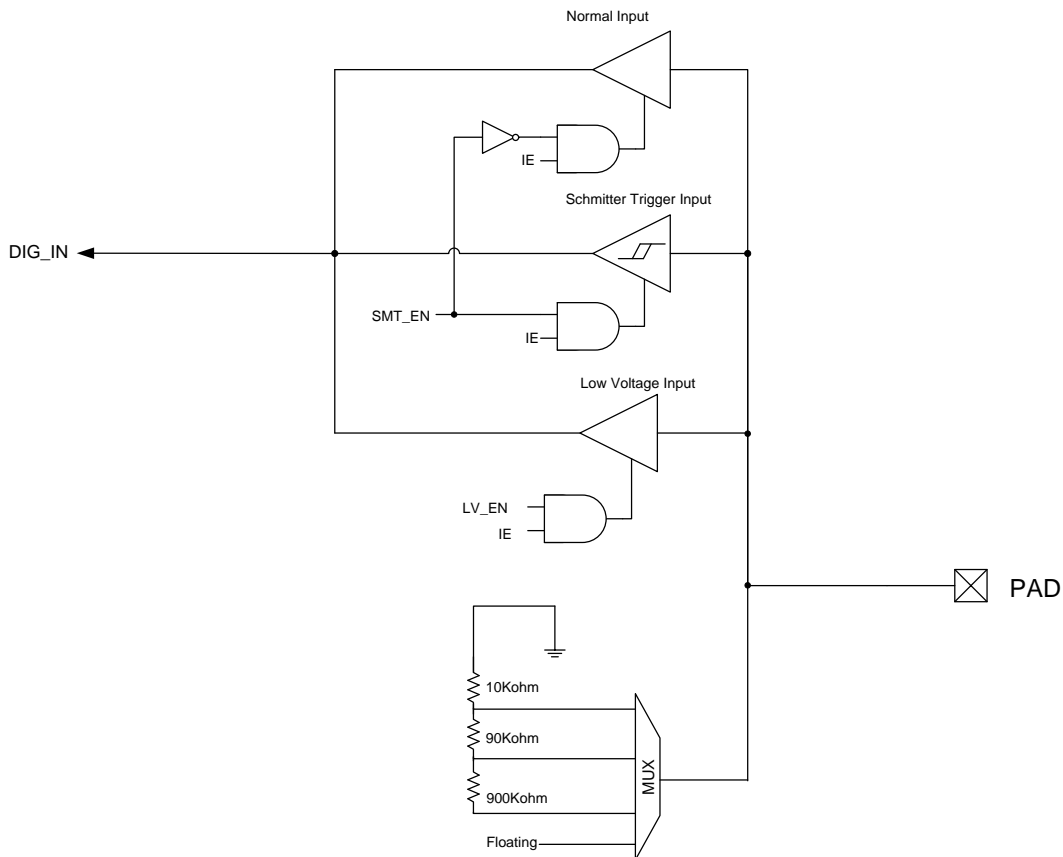 Normal Input
IE
Schmitter Trigger Input
DIG_IN
SMT_EN
IE
Low Voltage Input
LV_EN
IE
PAD
10Kohm
90Kohm
MUX
900Kohm
Floating